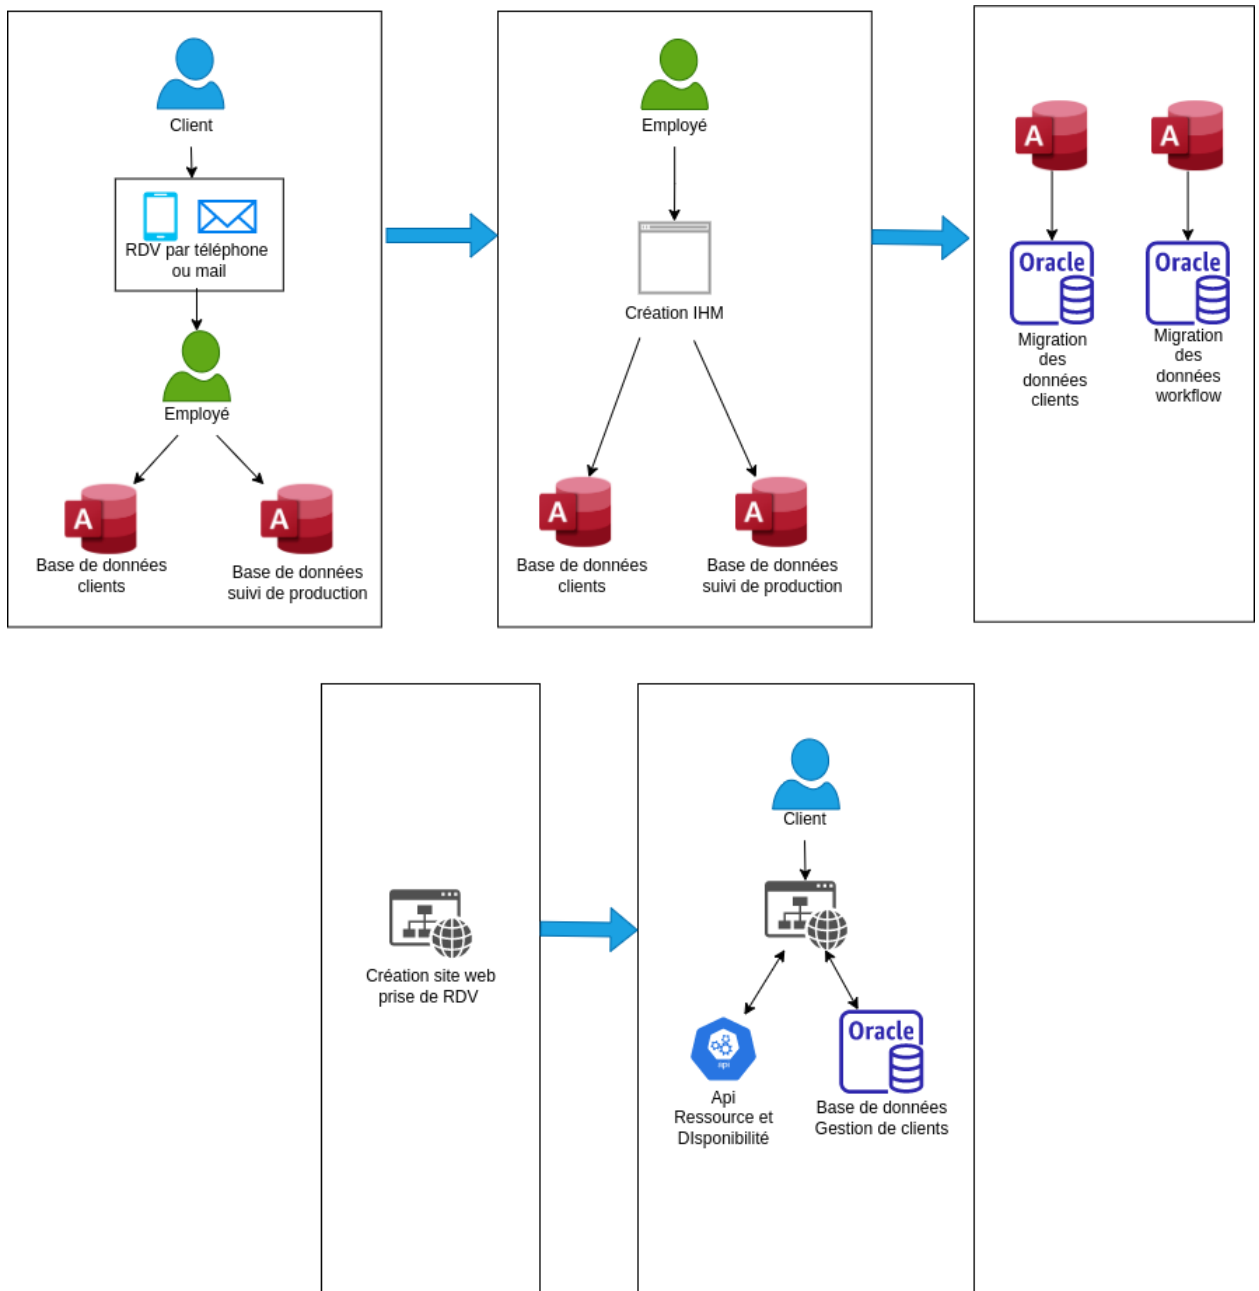 Client
RDV par téléphone
ou mail
Employé
A
Base de données
clients
A
Base de données
suivi de production
Employé
Création IHM
A
Base de données
clients
A
Base de données
suivi de production
A
A
Oracle
Migration
des
données
clients
Oracle
Migration
des
données
workflow
Création site web
prise de RDV
Client
api
Api
Ressource et
DIsponibilité
Oracle
Base de données
Gestion de clients